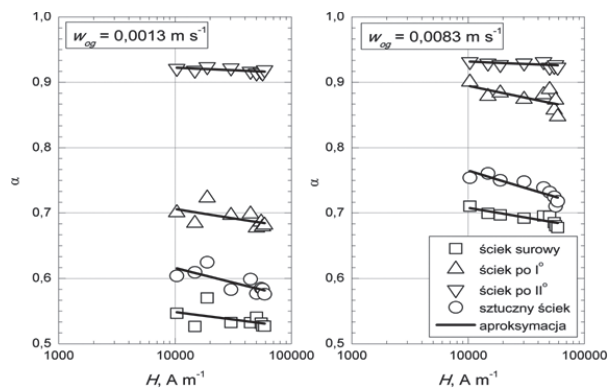 w_og = 0,0013 m s⁻¹
w_og = 0,0083 m s⁻¹
1,0
0,9
0,8
0,7
0,6
0,5
α
1000
10000
100000
H, A m⁻¹
1,0
0,9
0,8
0,7
0,6
0,5
α
1000
10000
100000
H, A m⁻¹
ściek surowy
ściek po I°
ściek po II°
sztuczny ściek
aproksymacja